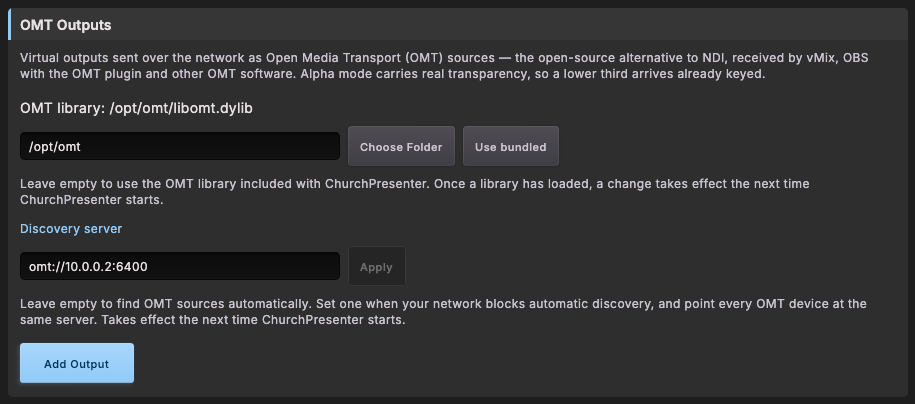 OMT Outputs
Virtual outputs sent over the network as Open Media Transport (OMT) sources — the open-source alternative to NDI, received by vMix, OBS
with the OMT plugin and other OMT software. Alpha mode carries real transparency, so a lower third arrives already keyed.
OMT library: /opt/omt/libomt.dylib
/opt/omt
Choose Folder
Use bundled
Leave empty to use the OMT library included with ChurchPresenter. Once a library has loaded, a change takes effect the next time
ChurchPresenter starts.
Discovery server
omt://10.0.0.2:6400
Apply
Leave empty to find OMT sources automatically. Set one when your network blocks automatic discovery, and point every OMT device at the
same server. Takes effect the next time ChurchPresenter starts.
Add Output